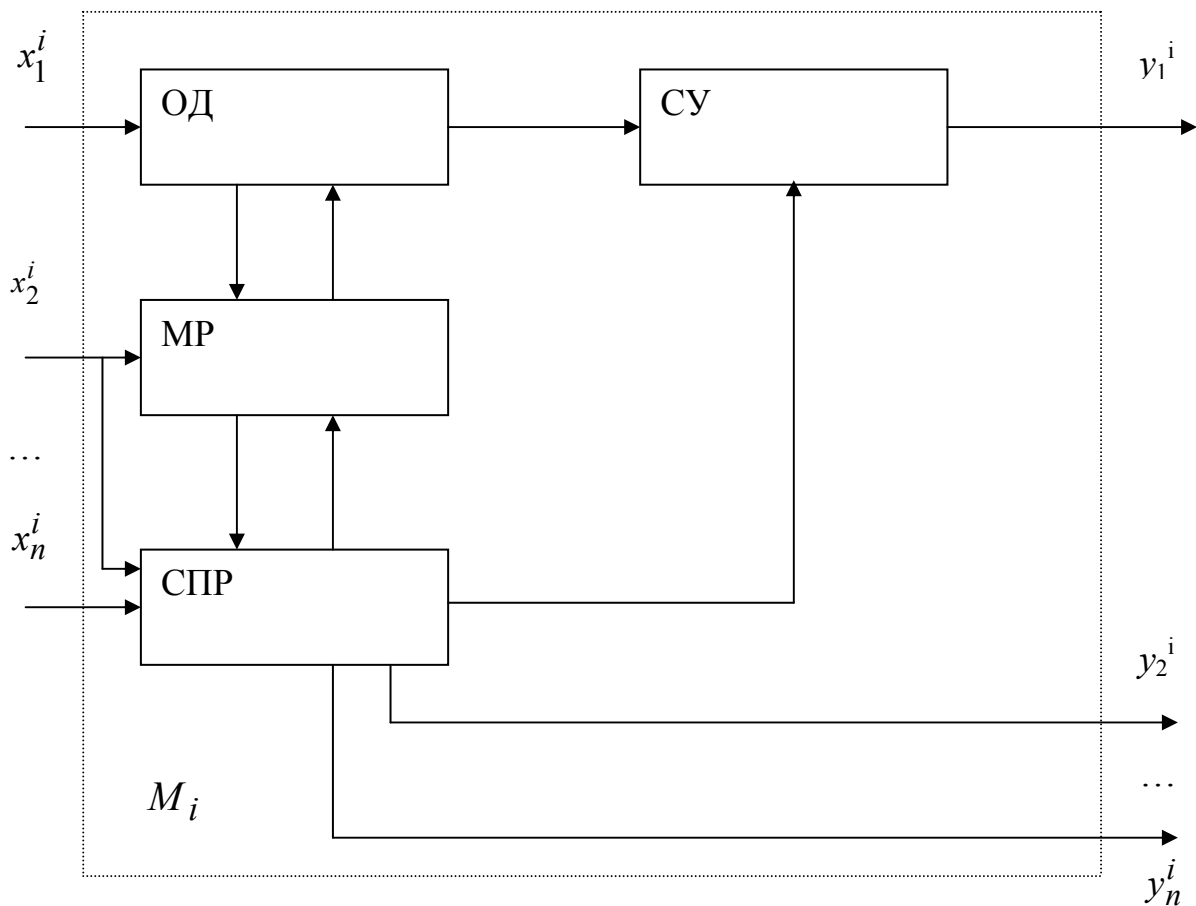 x_1^i
ОД
СУ
y_1^i
x_2^i
МР
…
x_n^i
СПР
y_2^i
M_i
…
y_n^i